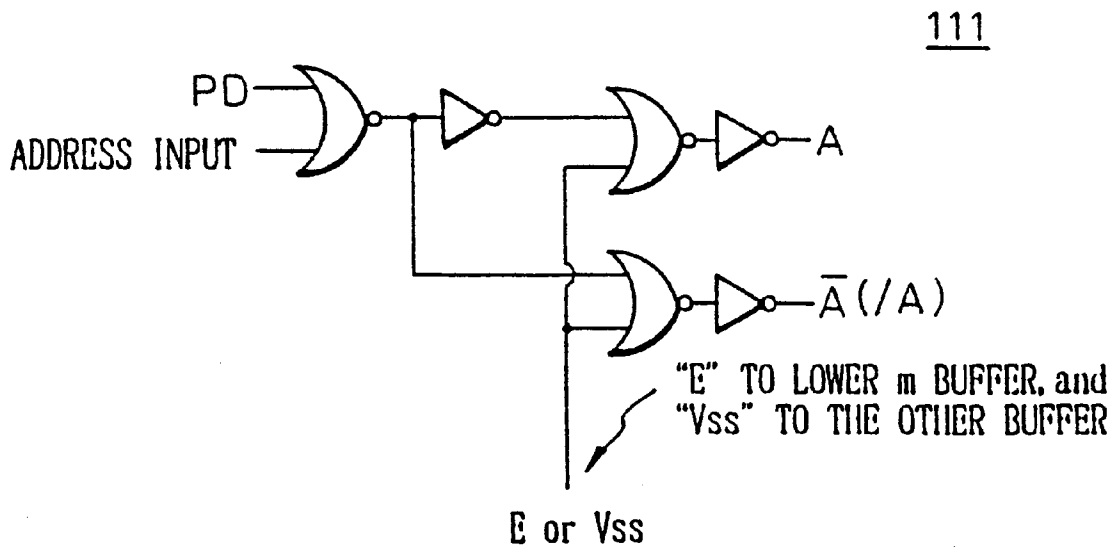 111
PD
ADDRESS INPUT
A
A̅ (/A)
"E" TO LOWER m BUFFER, and
"Vss" TO THE OTHER BUFFER
E or Vss